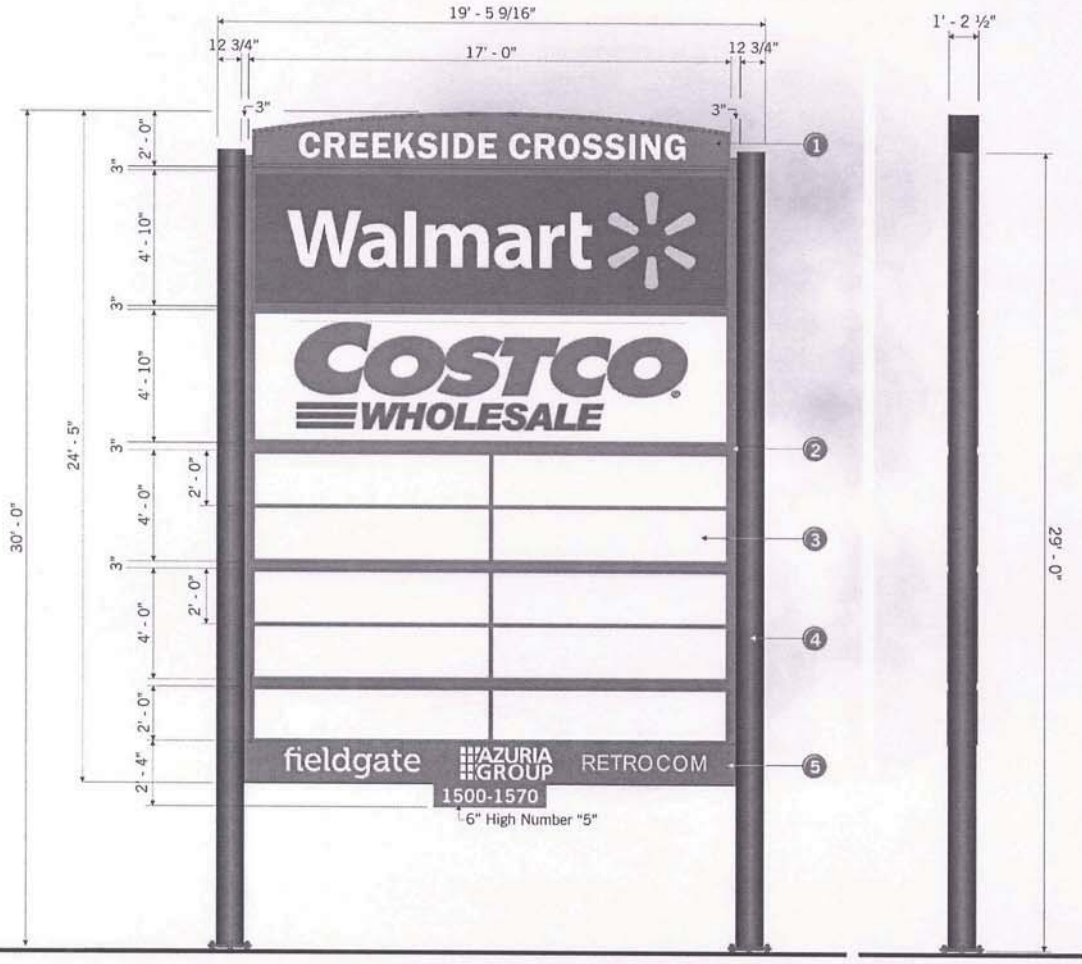 19' - 5 9/16"
1' - 2 ½"
12 3/4"
17' - 0"
12 3/4"
3"
3"
2' - 0"
CREEKSIDE CROSSING
1
3"
4' - 10"
Walmart
3"
4' - 10"
COSTCO
WHOLESALE
24' - 5"
3"
2
2' - 0"
4' - 0"
30' - 0"
3
29' - 0"
3"
2' - 0"
4' - 0"
4
2' - 0"
fieldgate
AZURIA
GROUP
RETROCOM
5
2' - 4"
1500-1570
6" High Number "5"